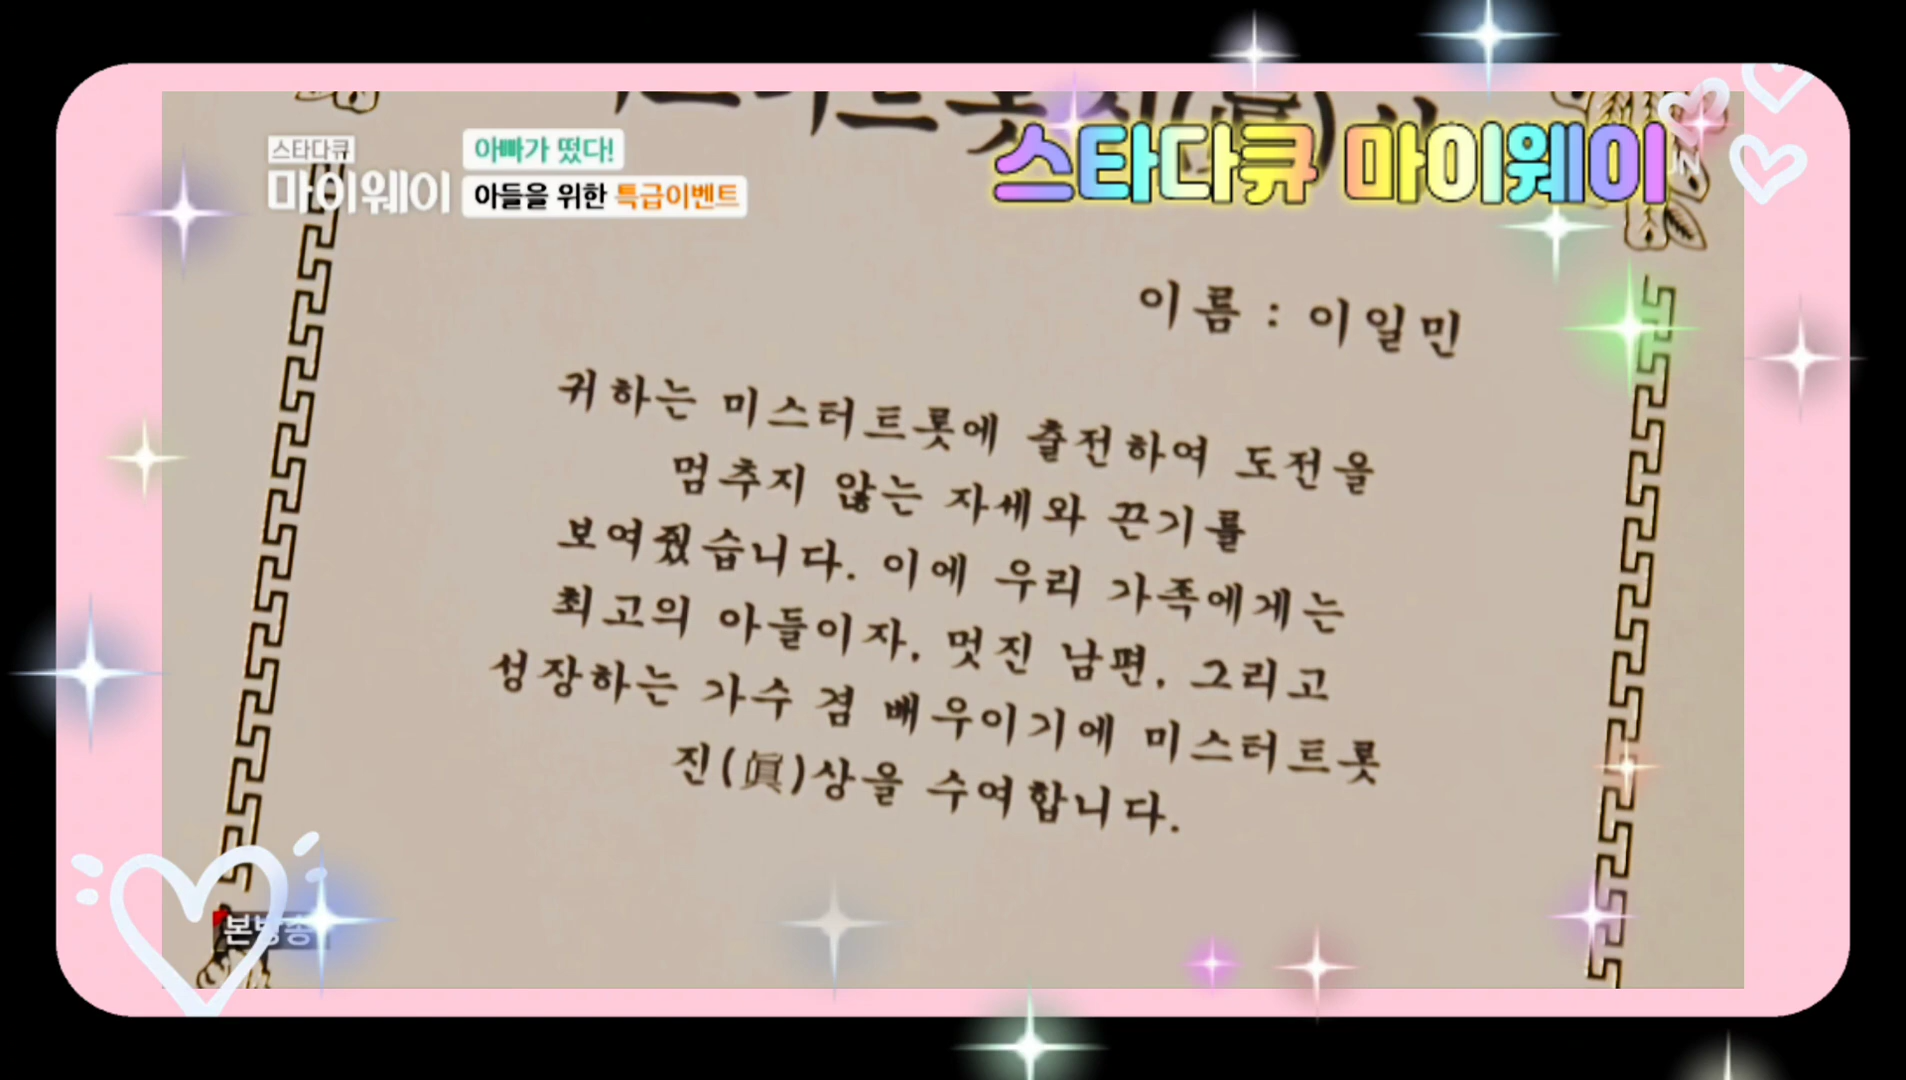 스타다큐
마이웨이
아빠가 떴다!
아들을 위한 특급이벤트
스타다큐 마이웨이
이름 : 이일민
귀하는 미스터트롯에 출전하여 도전을
멈추지 않는 자세와 끈기를
보여줬습니다. 이에 우리 가족에게는
최고의 아들이자, 멋진 남편, 그리고
성장하는 가수 겸 배우이기에 미스터트롯
진(眞)상을 수여합니다.
본방송